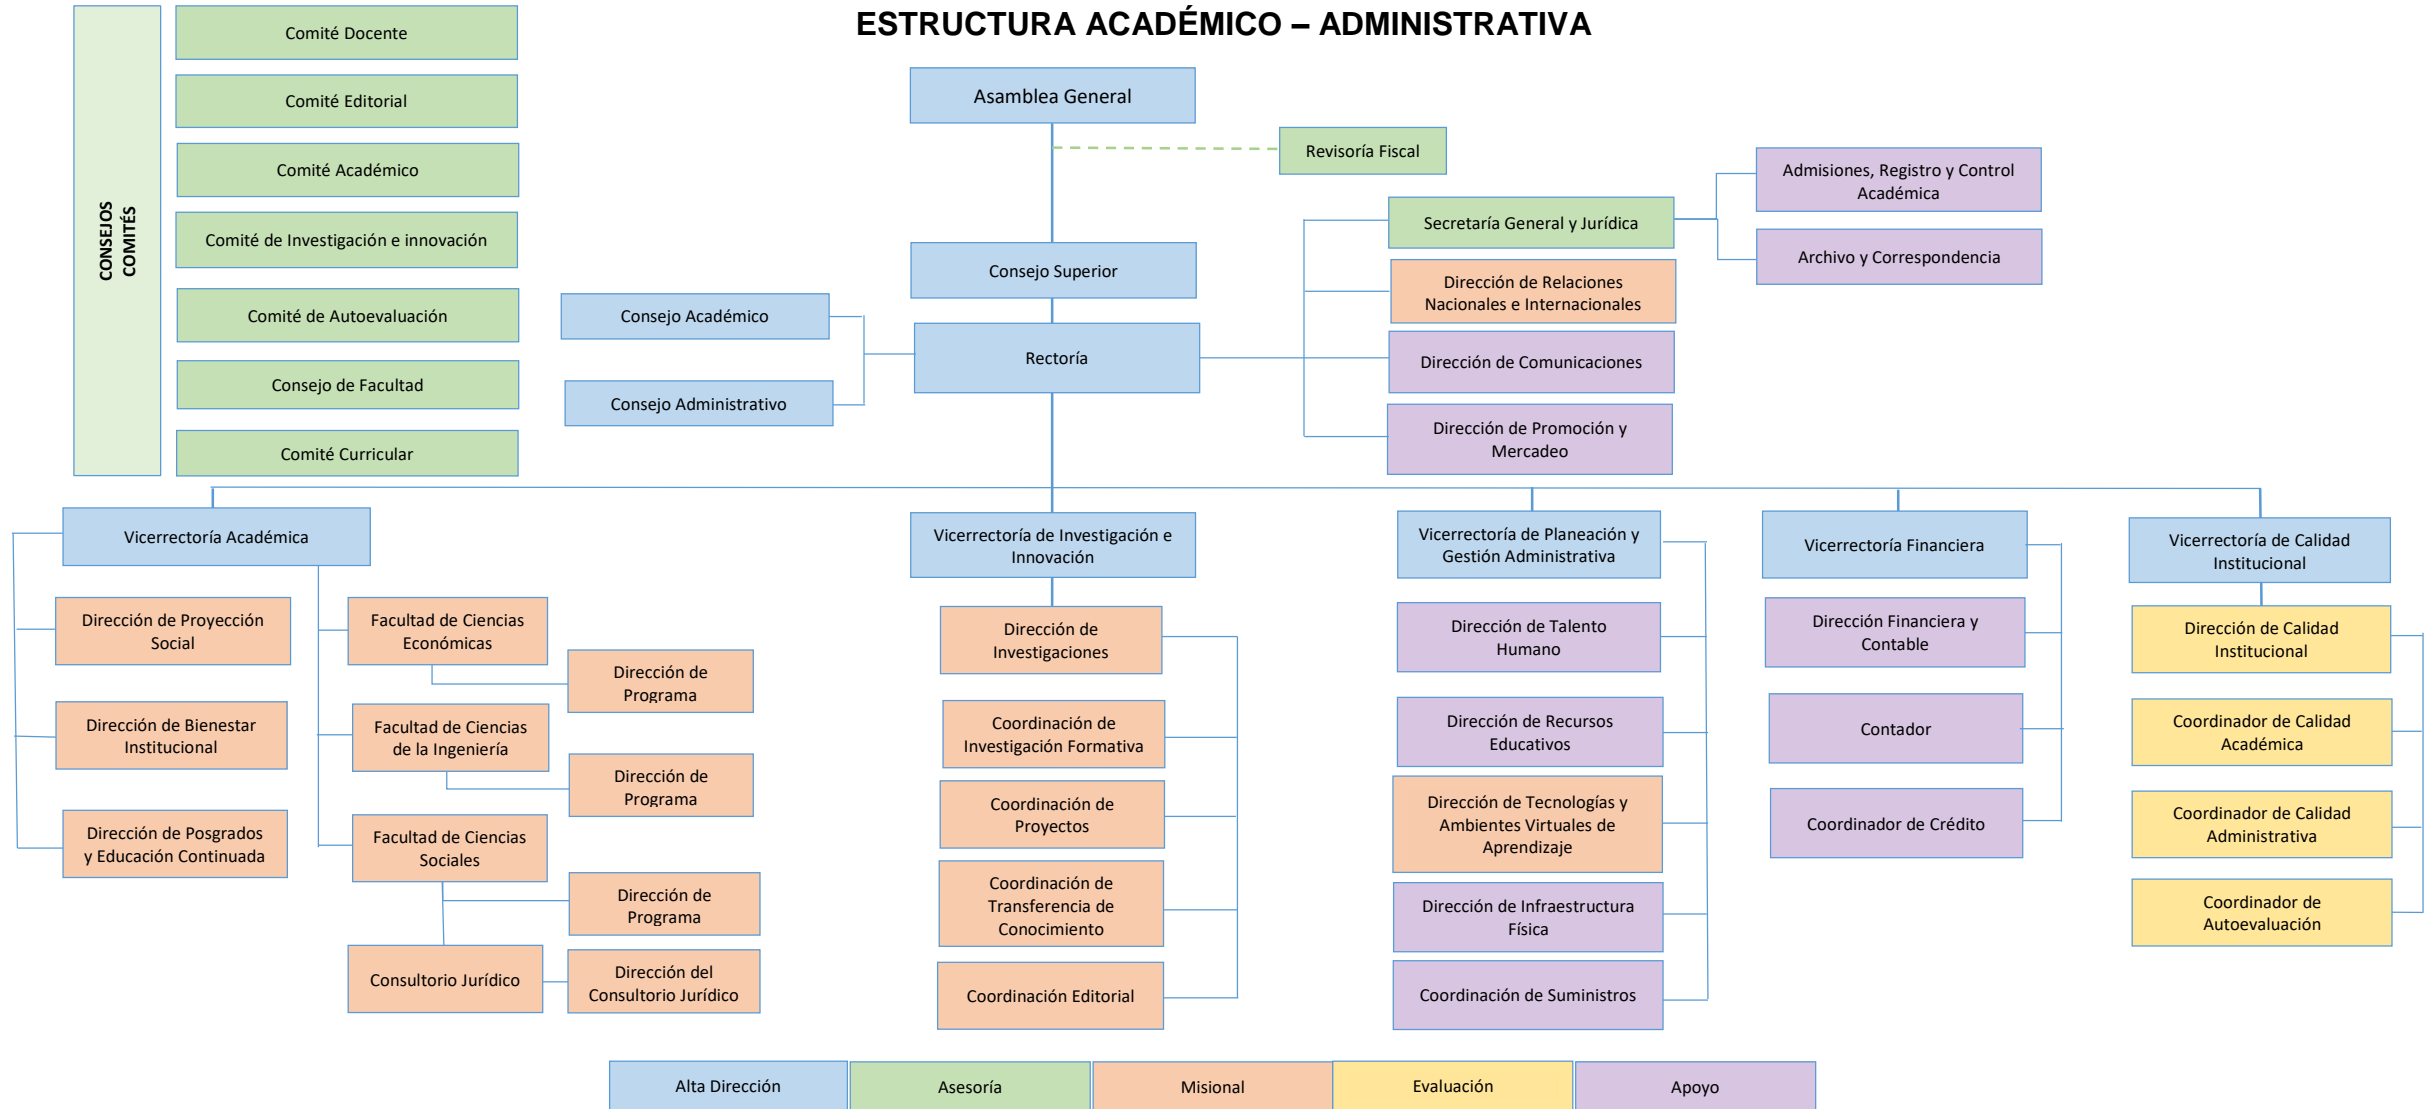 ESTRUCTURA ACADÉMICO – ADMINISTRATIVA
CONSEJOS
COMITÉS
Comité Docente
Comité Editorial
Comité Académico
Comité de Investigación e innovación
Comité de Autoevaluación
Consejo de Facultad
Comité Curricular
Asamblea General
Revisoría Fiscal
Consejo Superior
Consejo Académico
Consejo Administrativo
Rectoría
Secretaría General y Jurídica
Admisiones, Registro y Control
Académica
Archivo y Correspondencia
Dirección de Relaciones
Nacionales e Internacionales
Dirección de Comunicaciones
Dirección de Promoción y
Mercadeo
Vicerrectoría Académica
Dirección de Proyección
Social
Dirección de Bienestar
Institucional
Dirección de Posgrados
y Educación Continuada
Facultad de Ciencias
Económicas
Dirección de
Programa
Facultad de Ciencias
de la Ingeniería
Dirección de
Programa
Facultad de Ciencias
Sociales
Dirección de
Programa
Consultorio Jurídico
Dirección del
Consultorio Jurídico
Vicerrectoría de Investigación e
Innovación
Dirección de
Investigaciones
Coordinación de
Investigación Formativa
Coordinación de
Proyectos
Coordinación de
Transferencia de
Conocimiento
Coordinación Editorial
Vicerrectoría de Planeación y
Gestión Administrativa
Dirección de Talento
Humano
Dirección de Recursos
Educativos
Dirección de Tecnologías y
Ambientes Virtuales de
Aprendizaje
Dirección de Infraestructura
Física
Coordinación de Suministros
Vicerrectoría Financiera
Dirección Financiera y
Contable
Contador
Coordinador de Crédito
Vicerrectoría de Calidad
Institucional
Dirección de Calidad
Institucional
Coordinador de Calidad
Académica
Coordinador de Calidad
Administrativa
Coordinador de
Autoevaluación
Alta Dirección
Asesoría
Misional
Evaluación
Apoyo